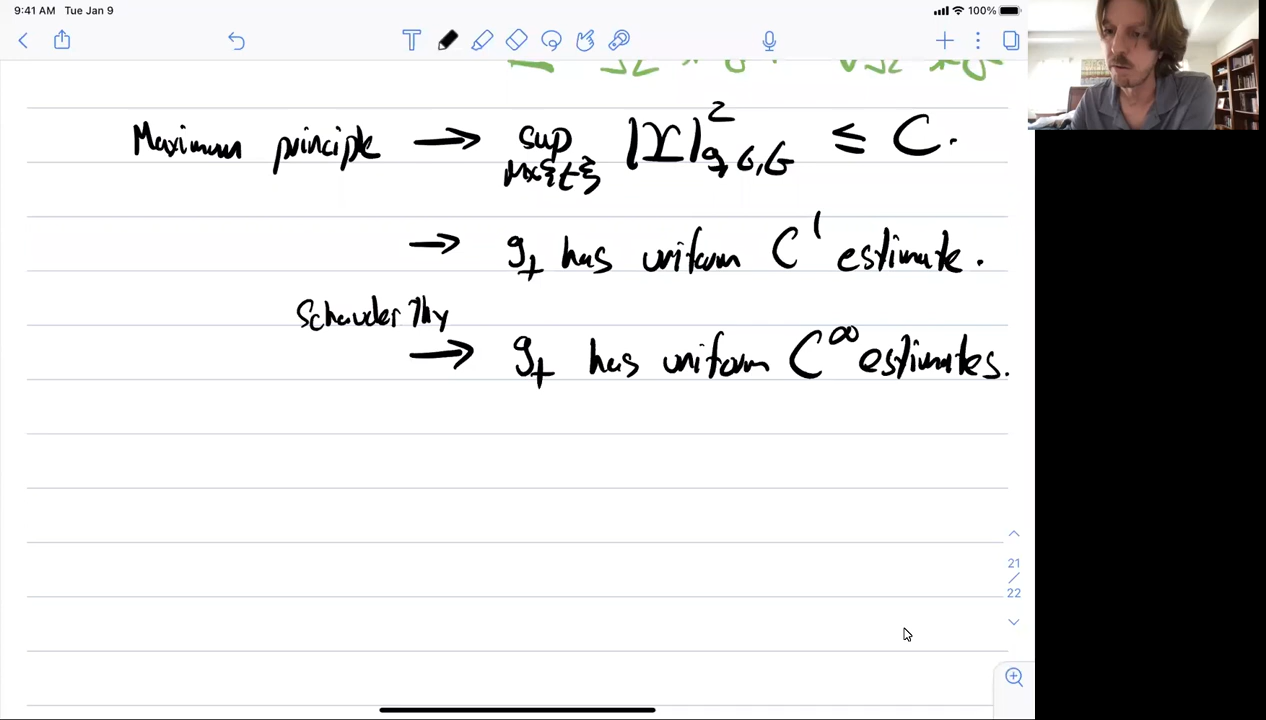 9:41 AM Tue Jan 9
100%
Maximum principle → sup |Υ|²_{g,G,G} ≤ C.
M×{t}
→ g_t has uniform C¹ estimate.
Schauder Thy
→ g_t has uniform C^∞ estimates.
21
/
22